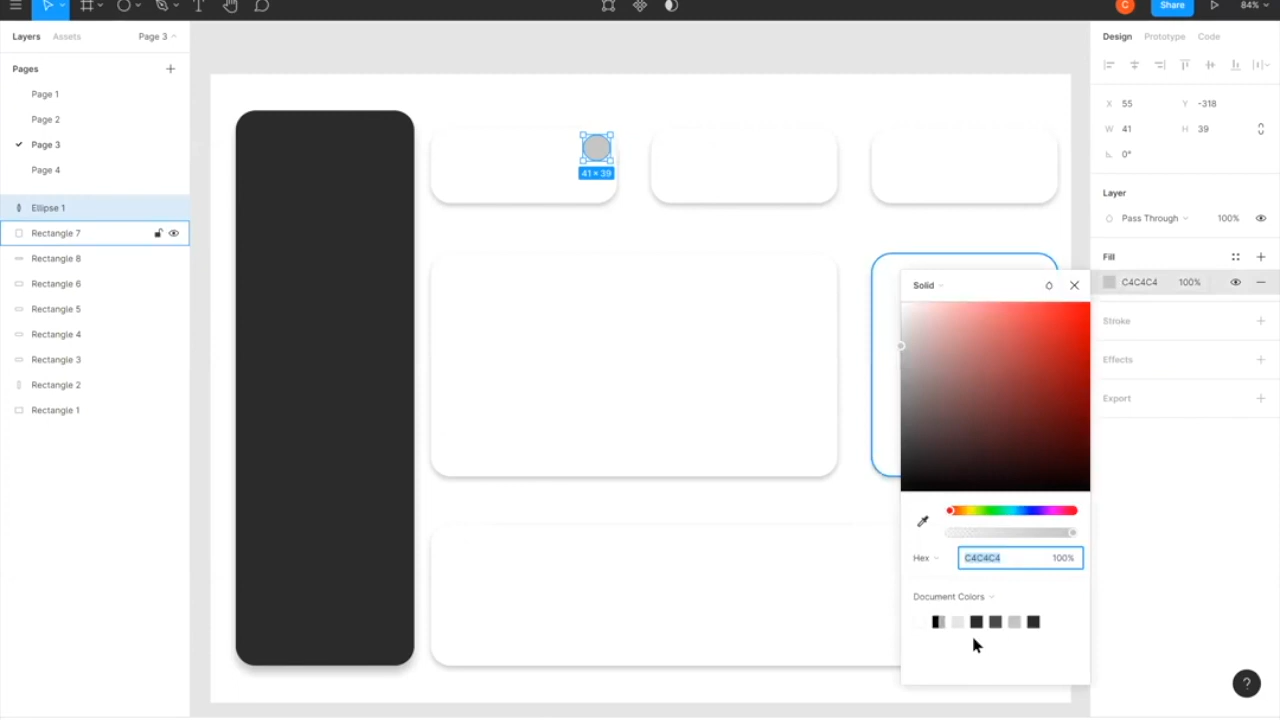 C
Share
84%
Layers
Assets
Page 3
Pages
Page 1
Page 2
Page 3
Page 4
Ellipse 1
Rectangle 7
Rectangle 8
Rectangle 6
Rectangle 5
Rectangle 4
Rectangle 3
Rectangle 2
Rectangle 1
41 × 39
Solid
Hex
C4C4C4
100%
Document Colors
Design
Prototype
Code
X 55
Y -318
W 41
H 39
0°
Layer
Pass Through
100%
Fill
C4C4C4
100%
Stroke
Effects
Export
?